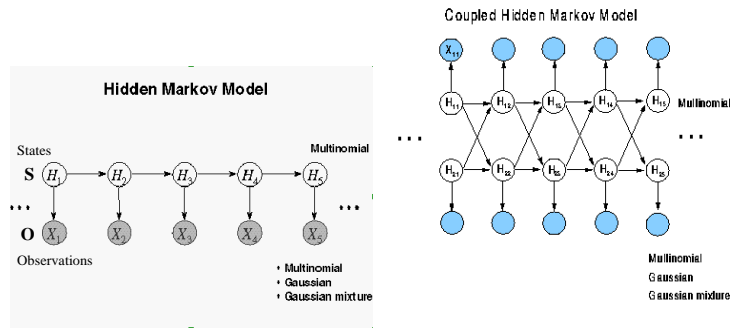 Hidden Markov Model
States
Multinomial
S H1 H2 H3 H4 H5
... ...
O X1 X2 X3 X4 X5
Observations
• Multinomial
• Gaussian
• Gaussian mixture
Coupled Hidden Markov Model
X11
H11 H12 H13 H14 H15 Multinomial
... ...
H21 H22 H23 H24 H25
Multinomial
Gaussian
Gaussian mixture